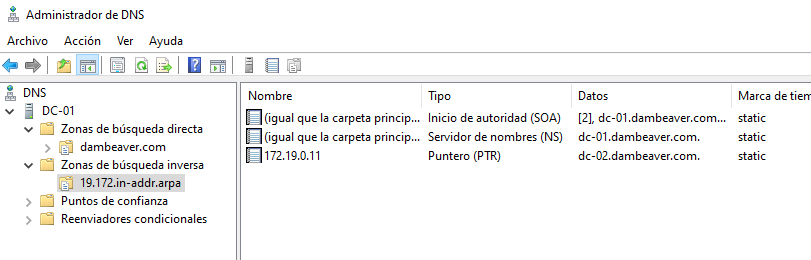 Administrador de DNS
Archivo Acción Ver Ayuda
DNS
DC-01
Zonas de búsqueda directa
dambeaver.com
Zonas de búsqueda inversa
19.172.in-addr.arpa
Puntos de confianza
Reenviadores condicionales
Nombre Tipo Datos Marca de tiem
(igual que la carpeta princip... Inicio de autoridad (SOA) [2], dc-01.dambeaver.com... static
(igual que la carpeta princip... Servidor de nombres (NS) dc-01.dambeaver.com. static
172.19.0.11 Puntero (PTR) dc-02.dambeaver.com. static